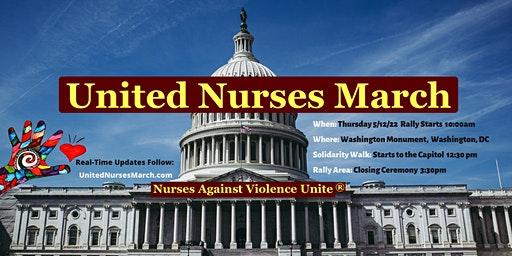 United Nurses March
When: Thursday 5/12/22 Rally Starts 10:00am
Where: Washington Monument, Washington, DC
Solidarity Walk: Starts to the Capitol 12:30 pm
Rally Area: Closing Ceremony 3:30pm
Real-Time Updates Follow:
UnitedNursesMarch.com
Nurses Against Violence Unite ®